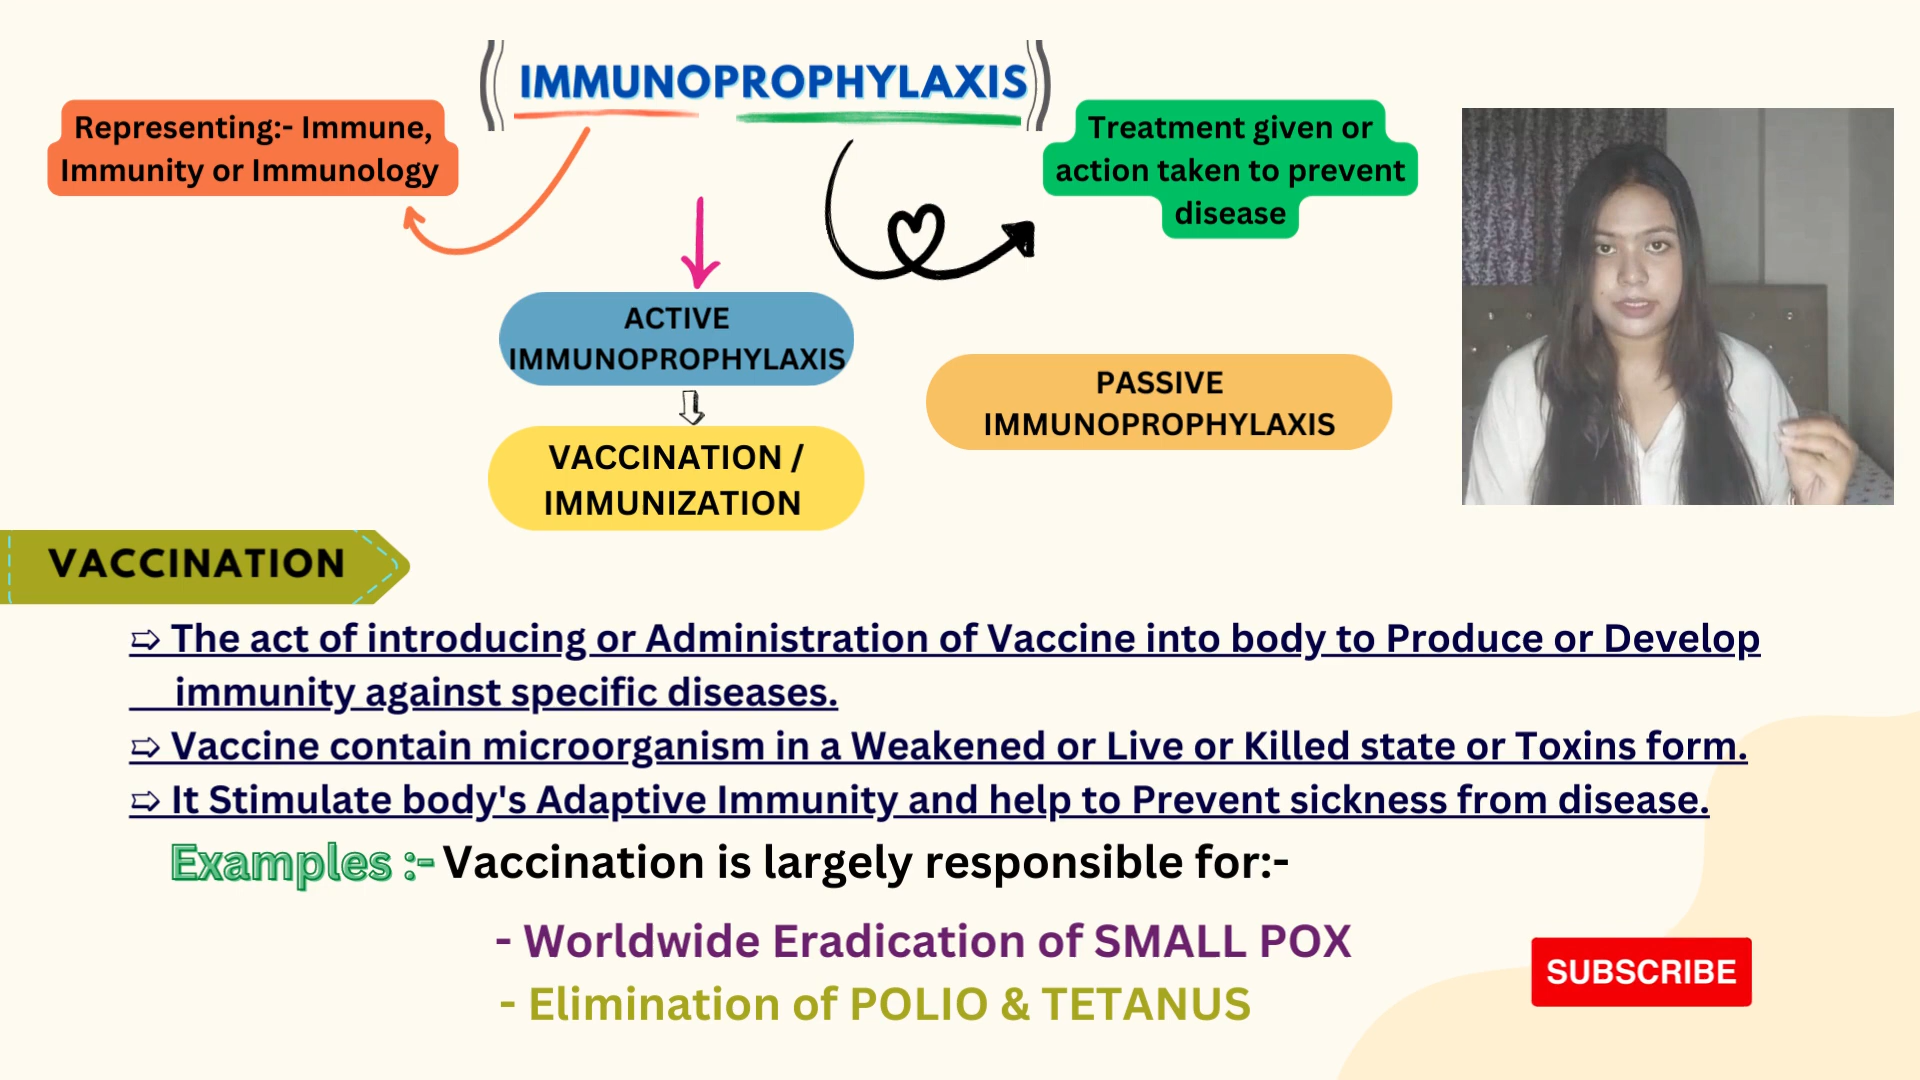 IMMUNOPROPHYLAXIS
Representing:- Immune,
Immunity or Immunology
Treatment given or
action taken to prevent
disease
ACTIVE
IMMUNOPROPHYLAXIS
PASSIVE
IMMUNOPROPHYLAXIS
VACCINATION /
IMMUNIZATION
VACCINATION
⇨ The act of introducing or Administration of Vaccine into body to Produce or Develop
immunity against specific diseases.
⇨ Vaccine contain microorganism in a Weakened or Live or Killed state or Toxins form.
⇨ It Stimulate body's Adaptive Immunity and help to Prevent sickness from disease.
Examples :- Vaccination is largely responsible for:-
- Worldwide Eradication of SMALL POX
- Elimination of POLIO & TETANUS
SUBSCRIBE